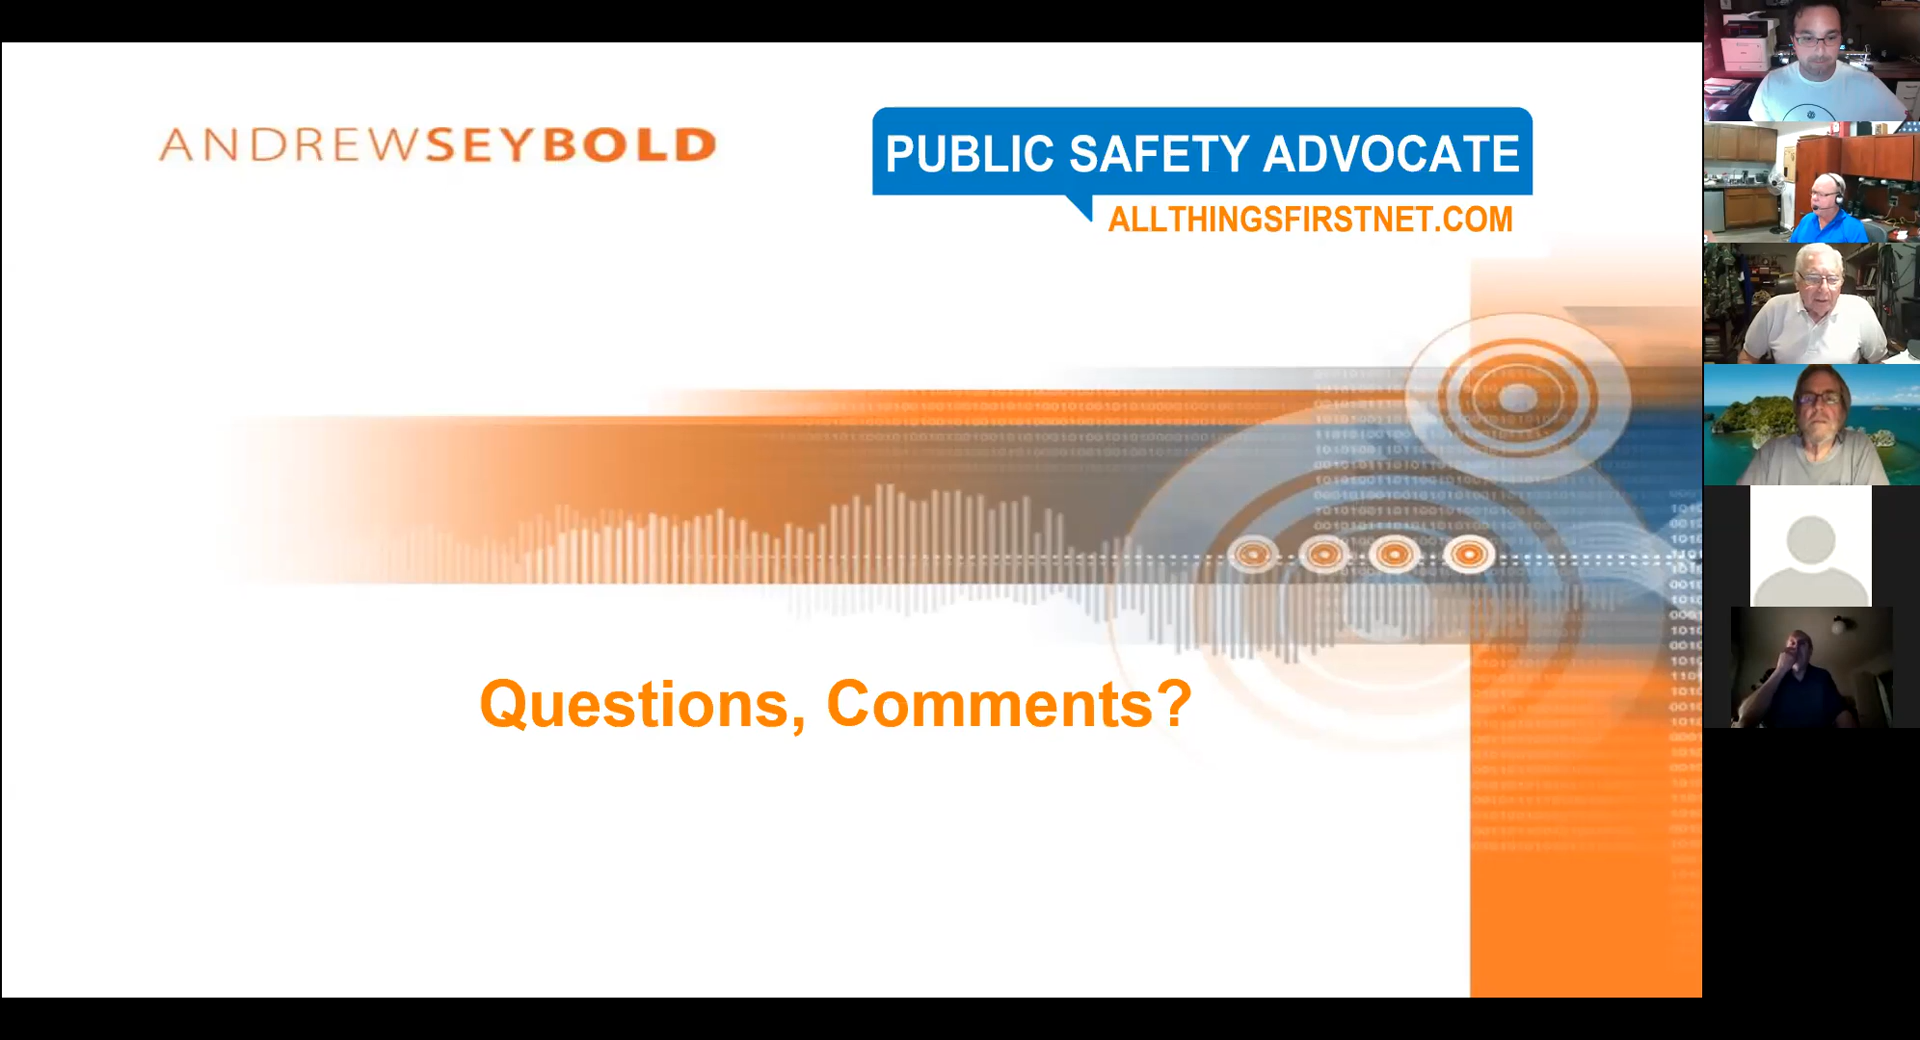 ANDREWSEYBOLD
PUBLIC SAFETY ADVOCATE
ALLTHINGSFIRSTNET.COM
Questions, Comments?